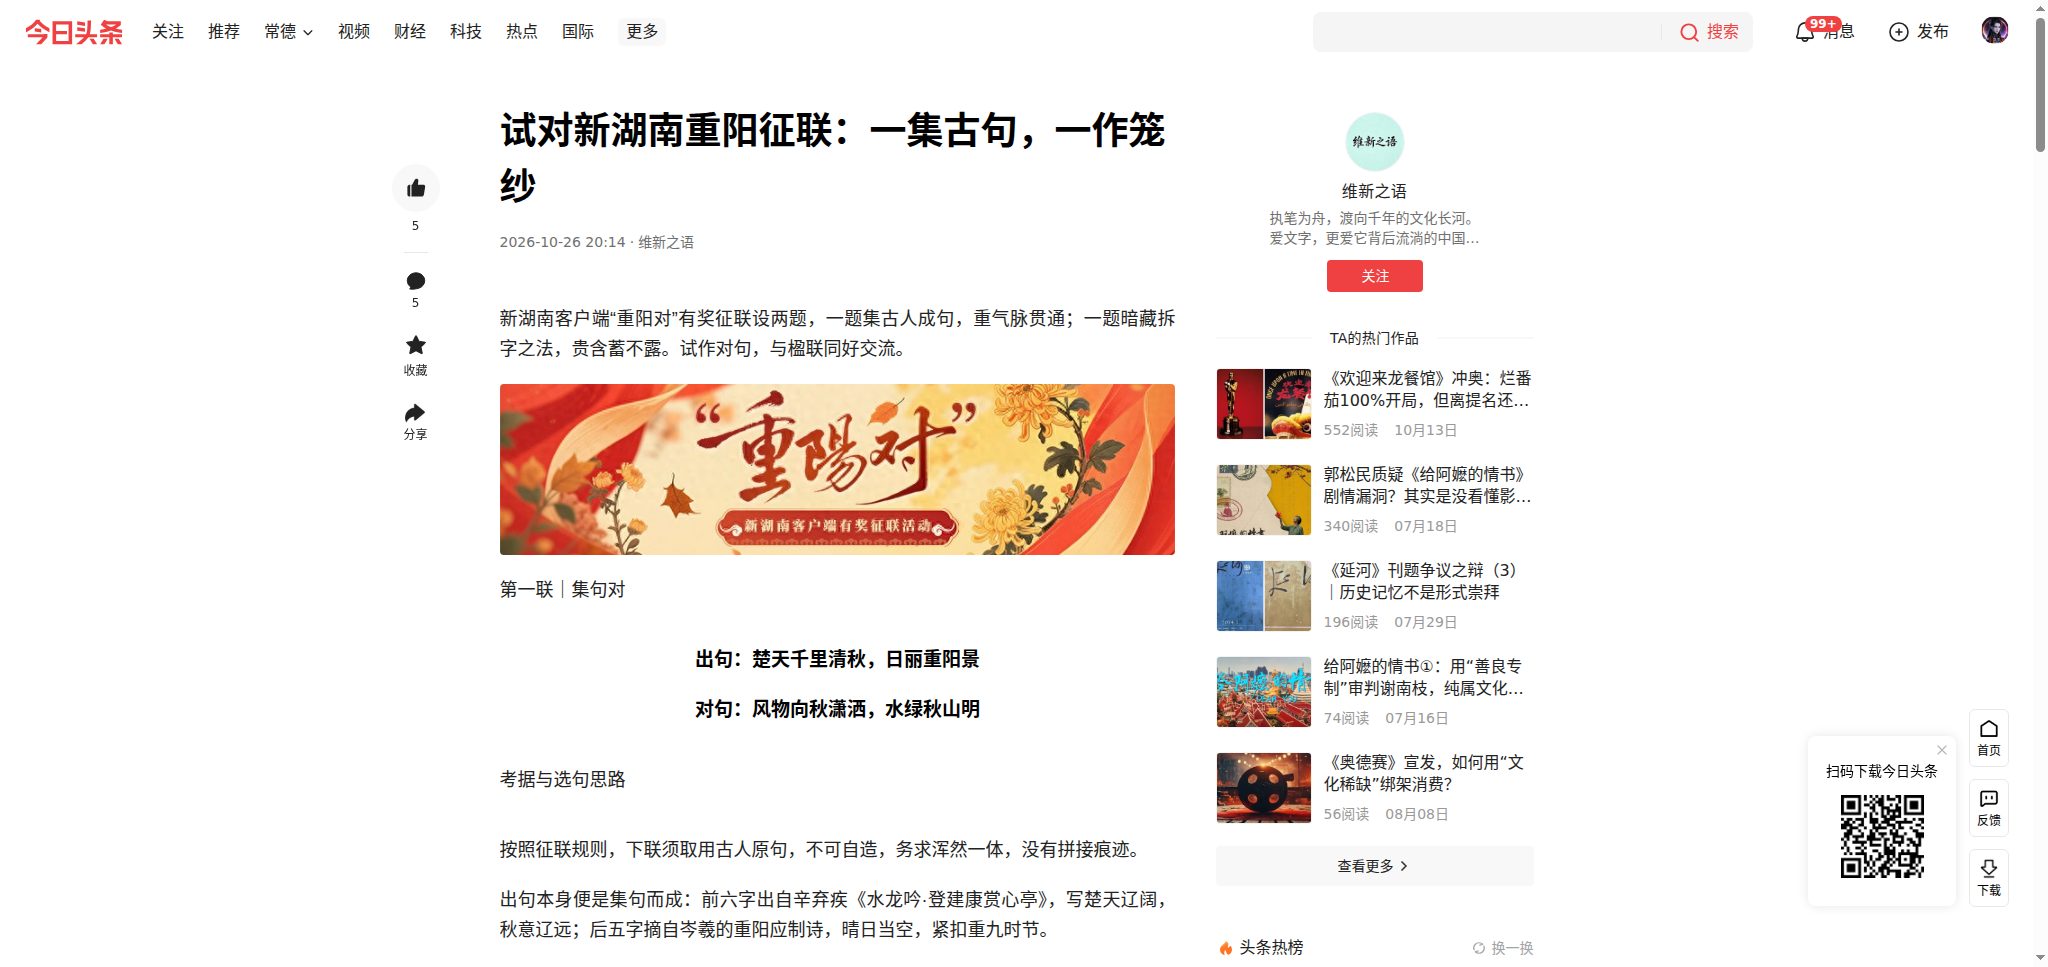 今日头条 关注 推荐 常德 视频 财经 科技 热点 国际 更多 搜索 99+ 消息 发布
试对新湖南重阳征联：一集古句，一作笼
纱
2026-10-26 20:14 · 维新之语
5
5
收藏
分享
新湖南客户端“重阳对”有奖征联设两题，一题集古人成句，重气脉贯通；一题暗藏拆
字之法，贵含蓄不露。试作对句，与楹联同好交流。
“重陽对”
新湖南客户端有奖征联活动
第一联｜集句对
出句：楚天千里清秋，日丽重阳景
对句：风物向秋潇洒，水绿秋山明
考据与选句思路
按照征联规则，下联须取用古人原句，不可自造，务求浑然一体，没有拼接痕迹。
出句本身便是集句而成：前六字出自辛弃疾《水龙吟·登建康赏心亭》，写楚天辽阔，
秋意辽远；后五字摘自岑羲的重阳应制诗，晴日当空，紧扣重九时节。
维新之语
维新之语
执笔为舟，渡向千年的文化长河。
爱文字，更爱它背后流淌的中国...
关注
TA的热门作品
《欢迎来龙餐馆》冲奥：烂番
茄100%开局，但离提名还...
552阅读 10月13日
郭松民质疑《给阿嬷的情书》
剧情漏洞？其实是没看懂影...
340阅读 07月18日
《延河》刊题争议之辩（3）
｜历史记忆不是形式崇拜
196阅读 07月29日
给阿嬷的情书①：用“善良专
制”审判谢南枝，纯属文化...
74阅读 07月16日
《奥德赛》宣发，如何用“文
化稀缺”绑架消费？
56阅读 08月08日
查看更多
头条热榜 换一换
扫码下载今日头条
首页
反馈
下载